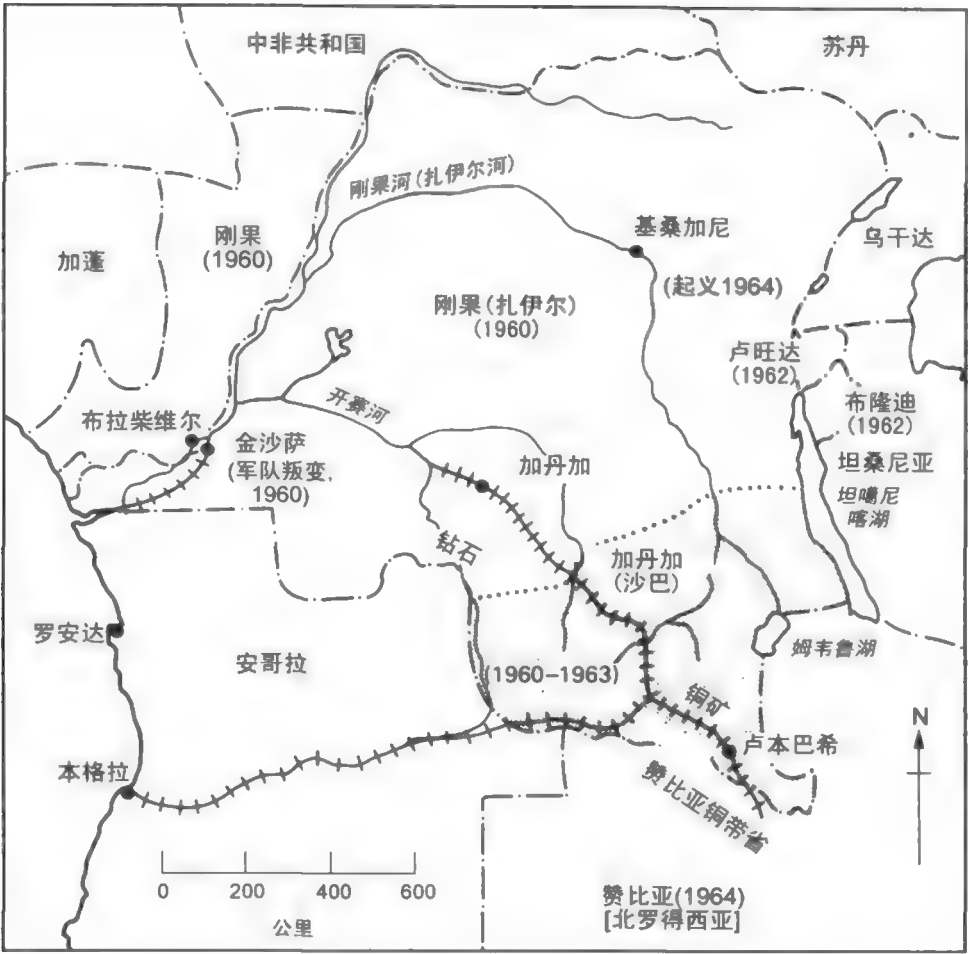 中非共和国
苏丹
刚果河(扎伊尔河)
刚果
(1960)
加蓬
基桑加尼
乌干达
(起义1964)
刚果(扎伊尔)
(1960)
卢旺达
(1962)
开赛河
布隆迪
(1962)
布拉柴维尔
金沙萨
(军队叛变,
1960)
加丹加
坦桑尼亚
坦噶尼
喀湖
钻石
加丹加
(沙巴)
罗安达
姆韦鲁湖
安哥拉
(1960–1963)
铜矿
N
卢本巴希
本格拉
赞比亚铜带省
0 200 400 600
公里
赞比亚(1964)
[北罗得西亚]